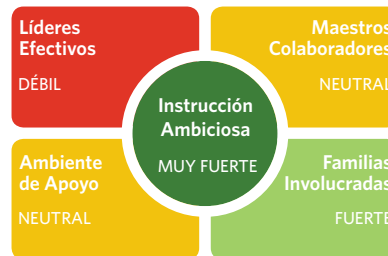 Líderes
Efectivos
DÉBIL
Maestros
Colaboradores
NEUTRAL
Instrucción
Ambiciosa
MUY FUERTE
Ambiente
de Apoyo
NEUTRAL
Familias
Involucradas
FUERTE